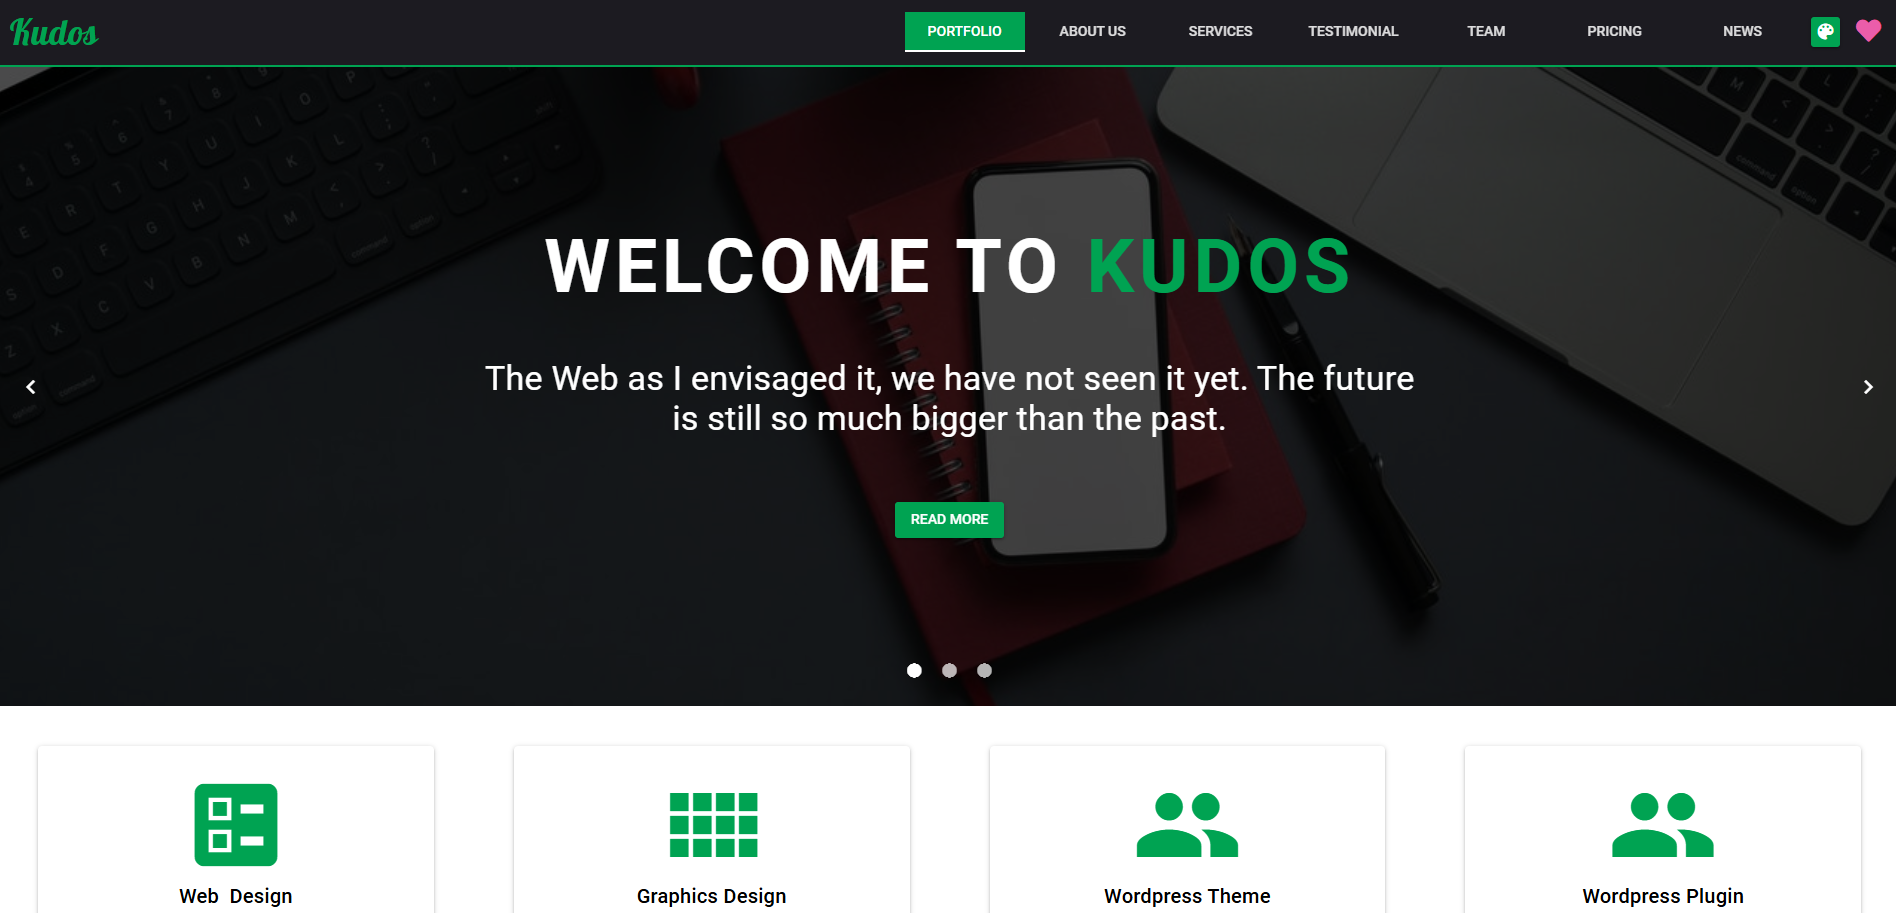 Kudos
PORTFOLIO
ABOUT US
SERVICES
TESTIMONIAL
TEAM
PRICING
NEWS
WELCOME TO KUDOS
The Web as I envisaged it, we have not seen it yet. The future
is still so much bigger than the past.
READ MORE
Web Design
Graphics Design
Wordpress Theme
Wordpress Plugin